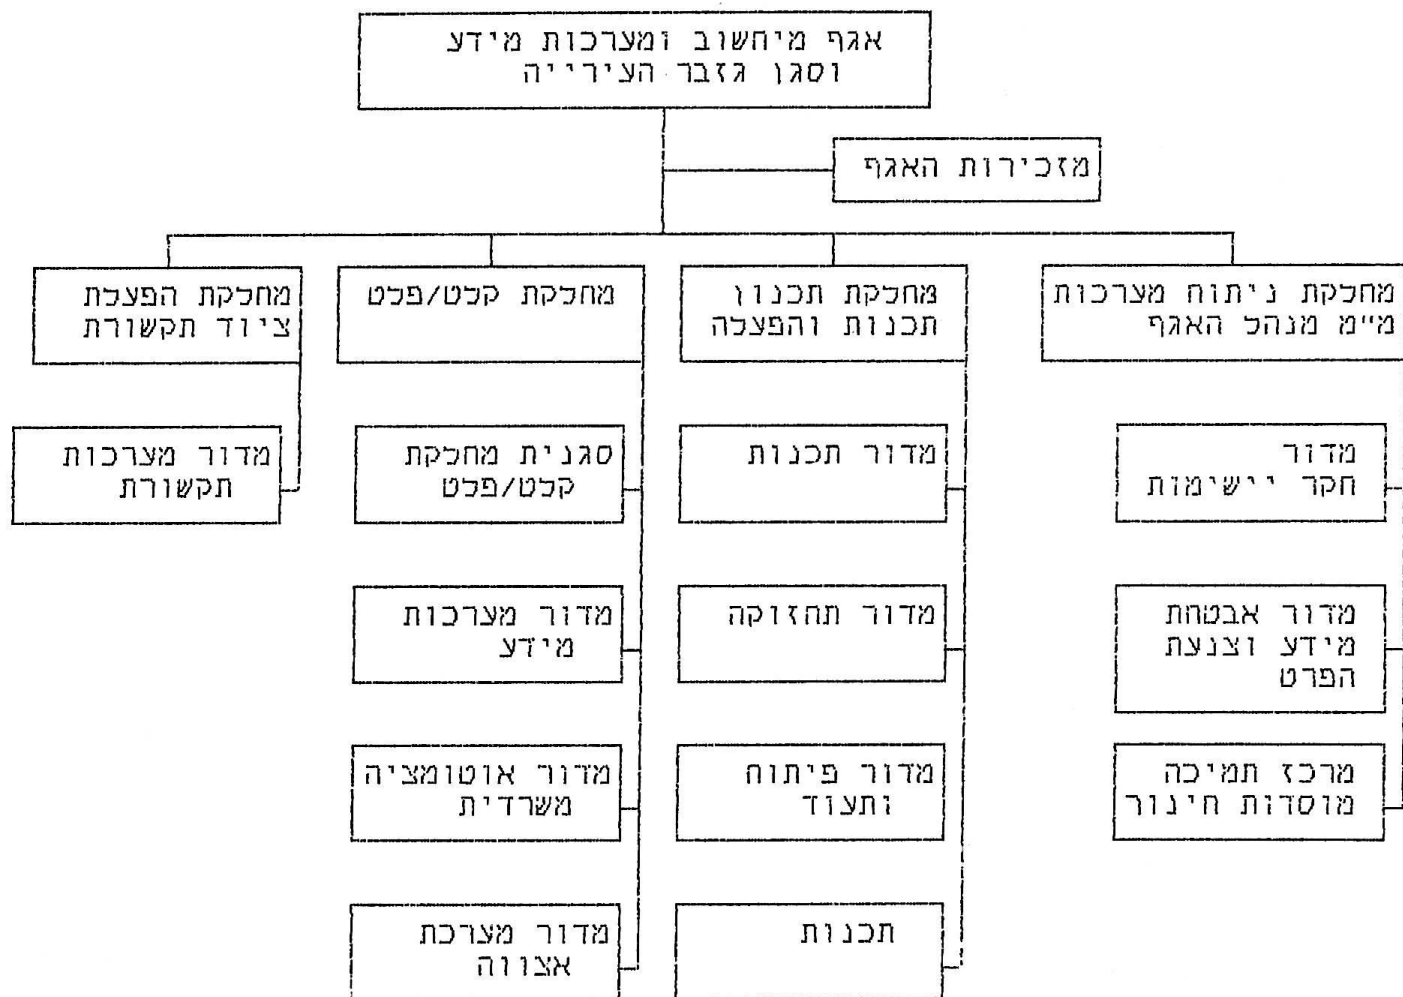 אגף מיחשוב ומערכות מידע
וסגן גזבר העירייה
מזכירות האגף
מחלקת ניתוח מערכות
מ"מ מנהל האגף
מחלקת תכנון
תכנות והפעלה
מחלקת קלט/פלט
מחלקת הפעלת
ציוד תקשורת
מדור
חקר יישימות
מדור תכנות
סגנית מחלקת
קלט/פלט
מדור מערכות
תקשורת
מדור אבטחת
מידע וצנעת
הפרט
מדור תחזוקה
מדור מערכות
מידע
מרכז תמיכה
מוסדות חינוך
מדור פיתוח
ותעוד
מדור אוטומציה
משרדית
תכנות
מדור מערכת
אצווה